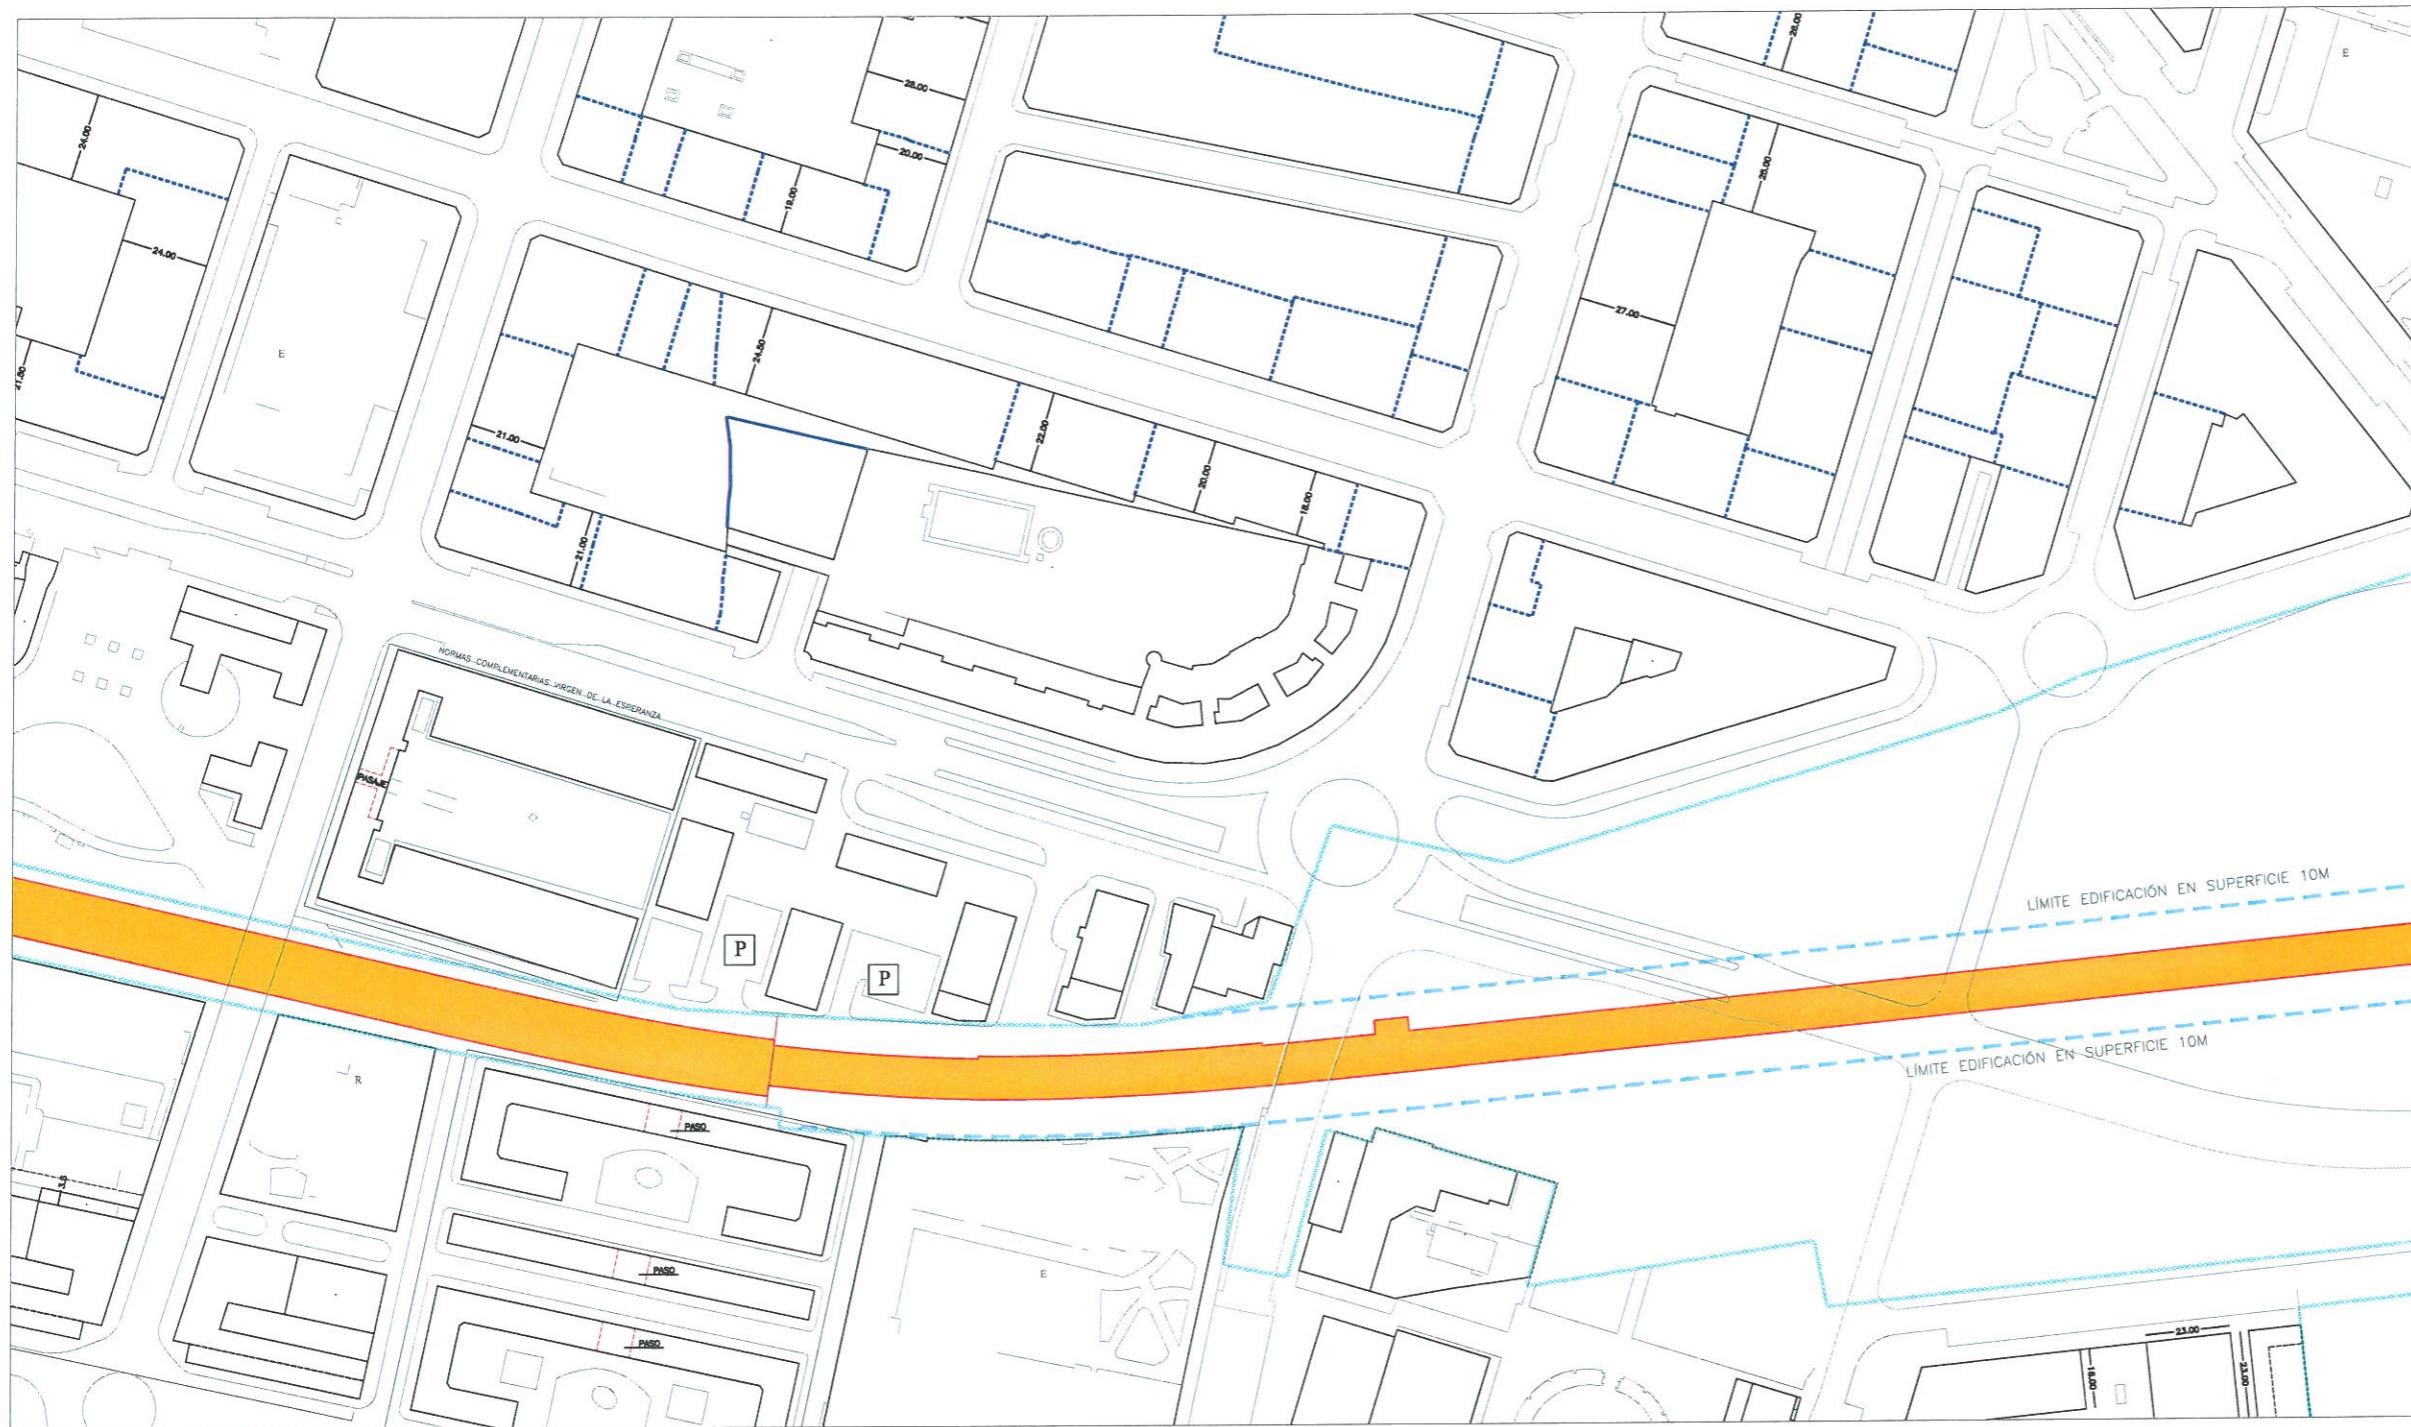 28.00
E
24.00
28.00
20.00
25.00
19.00
24.00
27.00
E
24.50
21.50
21.00
22.00
20.00
18.00
21.00
NORMAS COMPLEMENTARIAS VIRGEN DE LA ESPERANZA
PASAJE
LÍMITE EDIFICACIÓN EN SUPERFICIE 10M
P
P
LÍMITE EDIFICACIÓN EN SUPERFICIE 10M
R
PASO
3.5
PASO
E
PASO
23.00
18.00
23.00